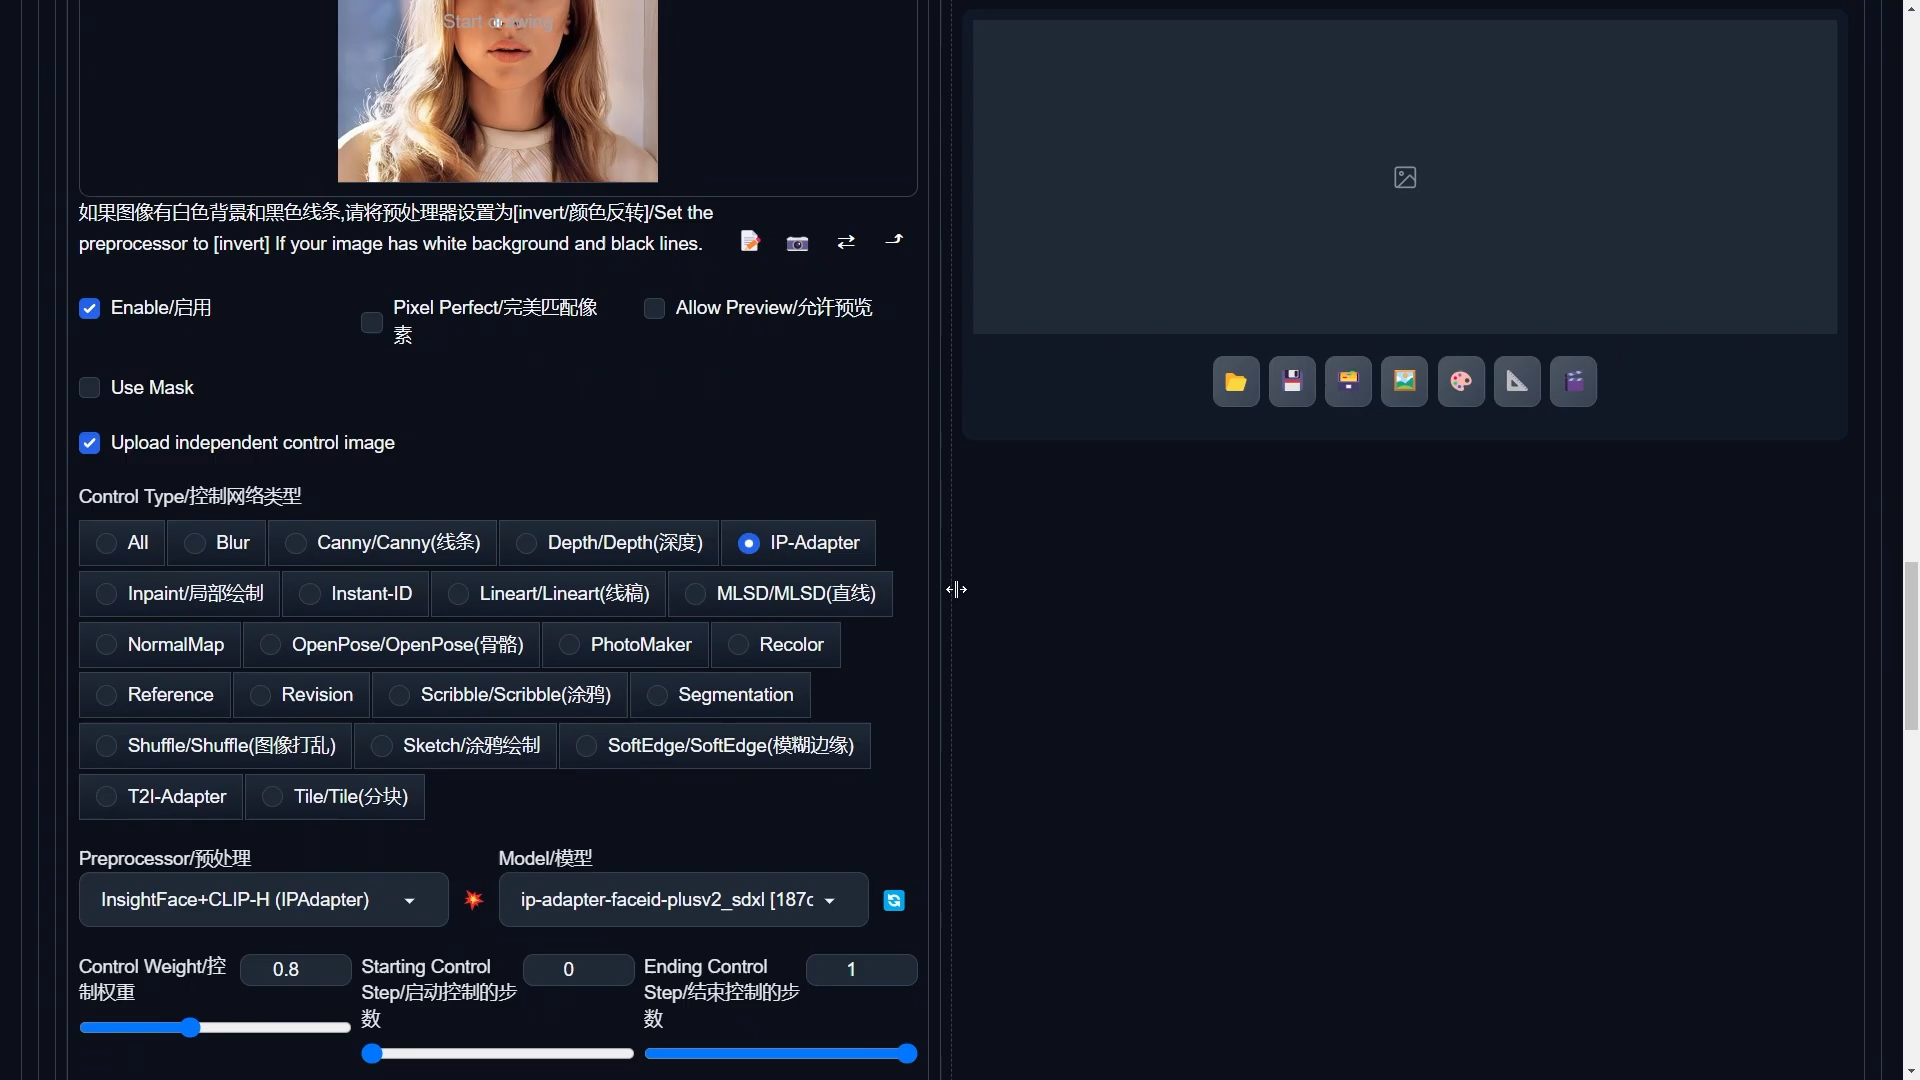 Start drawing
如果图像有白色背景和黑色线条,请将预处理器设置为[invert/颜色反转]/Set the
preprocessor to [invert] If your image has white background and black lines.
Enable/启用
Pixel Perfect/完美匹配像
素
Allow Preview/允许预览
Use Mask
Upload independent control image
Control Type/控制网络类型
All Blur Canny/Canny(线条) Depth/Depth(深度) IP-Adapter
Inpaint/局部绘制 Instant-ID Lineart/Lineart(线稿) MLSD/MLSD(直线)
NormalMap OpenPose/OpenPose(骨骼) PhotoMaker Recolor
Reference Revision Scribble/Scribble(涂鸦) Segmentation
Shuffle/Shuffle(图像打乱) Sketch/涂鸦绘制 SoftEdge/SoftEdge(模糊边缘)
T2I-Adapter Tile/Tile(分块)
Preprocessor/预处理 Model/模型
InsightFace+CLIP-H (IPAdapter) ip-adapter-faceid-plusv2_sdxl [187c
Control Weight/控
制权重
0.8
Starting Control
Step/启动控制的步
数
0
Ending Control
Step/结束控制的步
数
1